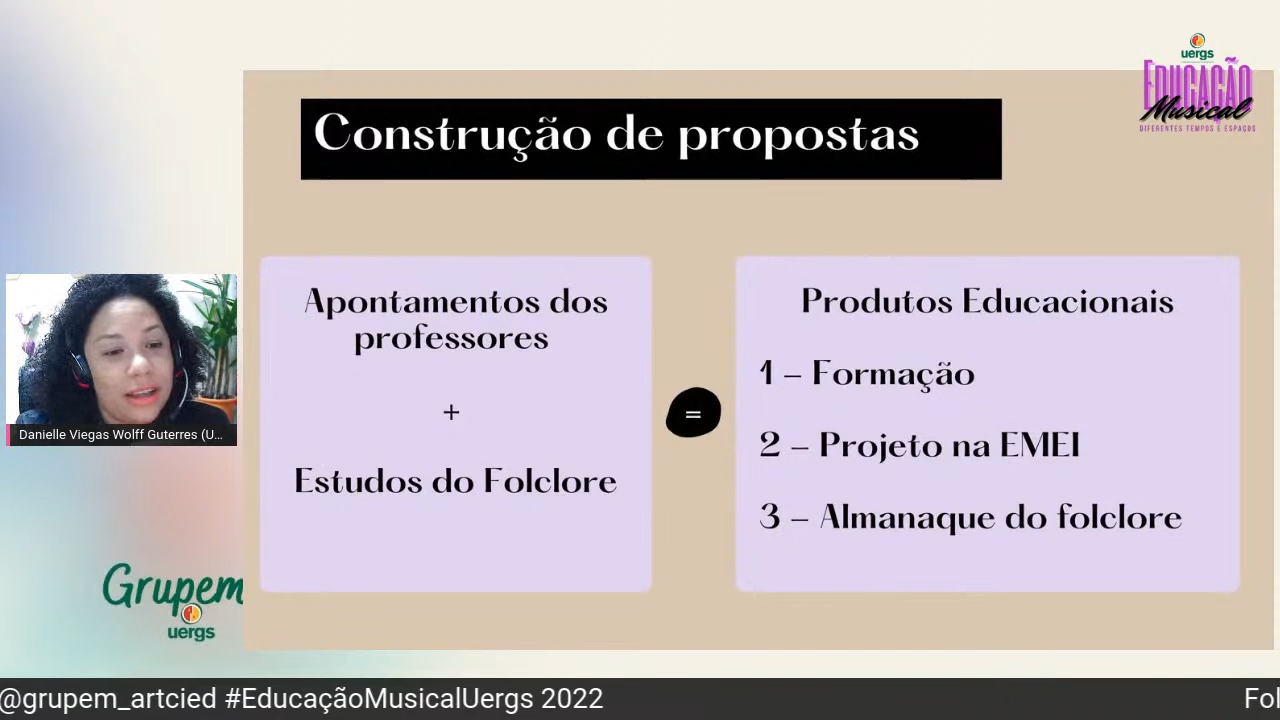 uergs
EDUCAÇÃO
Musical
DIFERENTES TEMPOS E ESPAÇOS
Construção de propostas
Apontamentos dos
professores
+
Estudos do Folclore
=
Produtos Educacionais
1 – Formação
2 – Projeto na EMEI
3 – Almanaque do folclore
Danielle Viegas Wolff Guterres (U...
Grupem
uergs
@grupem_artcied #EducaçãoMusicalUergs 2022
Fol